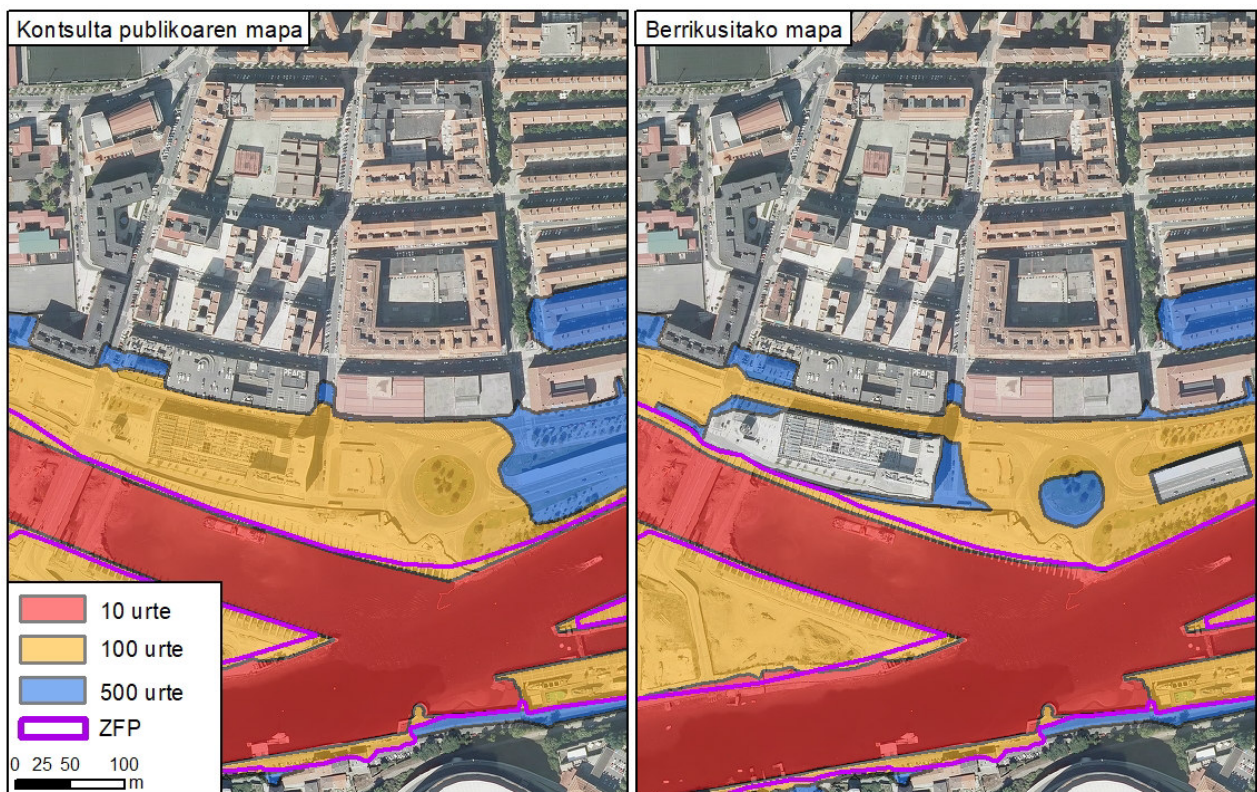 Kontsulta publikoaren mapa
Berrikusitako mapa
PEACE
PEACE
10 urte
100 urte
500 urte
ZFP
0 25 50 100
m